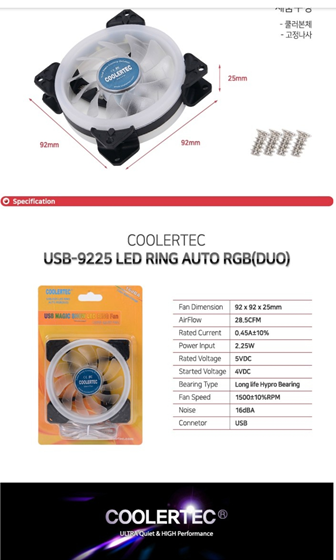 - 쿨러본체
- 고정나사
COOLERTEC
25mm
92mm
92mm
Specification
COOLERTEC
USB-9225 LED RING AUTO RGB(DUO)
COOLERTEC
COOLERTEC
Fan Dimension 92 x 92 x 25mm
AirFlow 28.5CFM
Rated Current 0.45A±10%
Power Input 2.25W
Rated Voltage 5VDC
Started Voltage 4VDC
Bearing Type Long life Hypro Bearing
Fan Speed 1500±10%RPM
Noise 16dBA
Connetor USB
COOLERTEC®
ULTRA Quiet & HIGH Performance